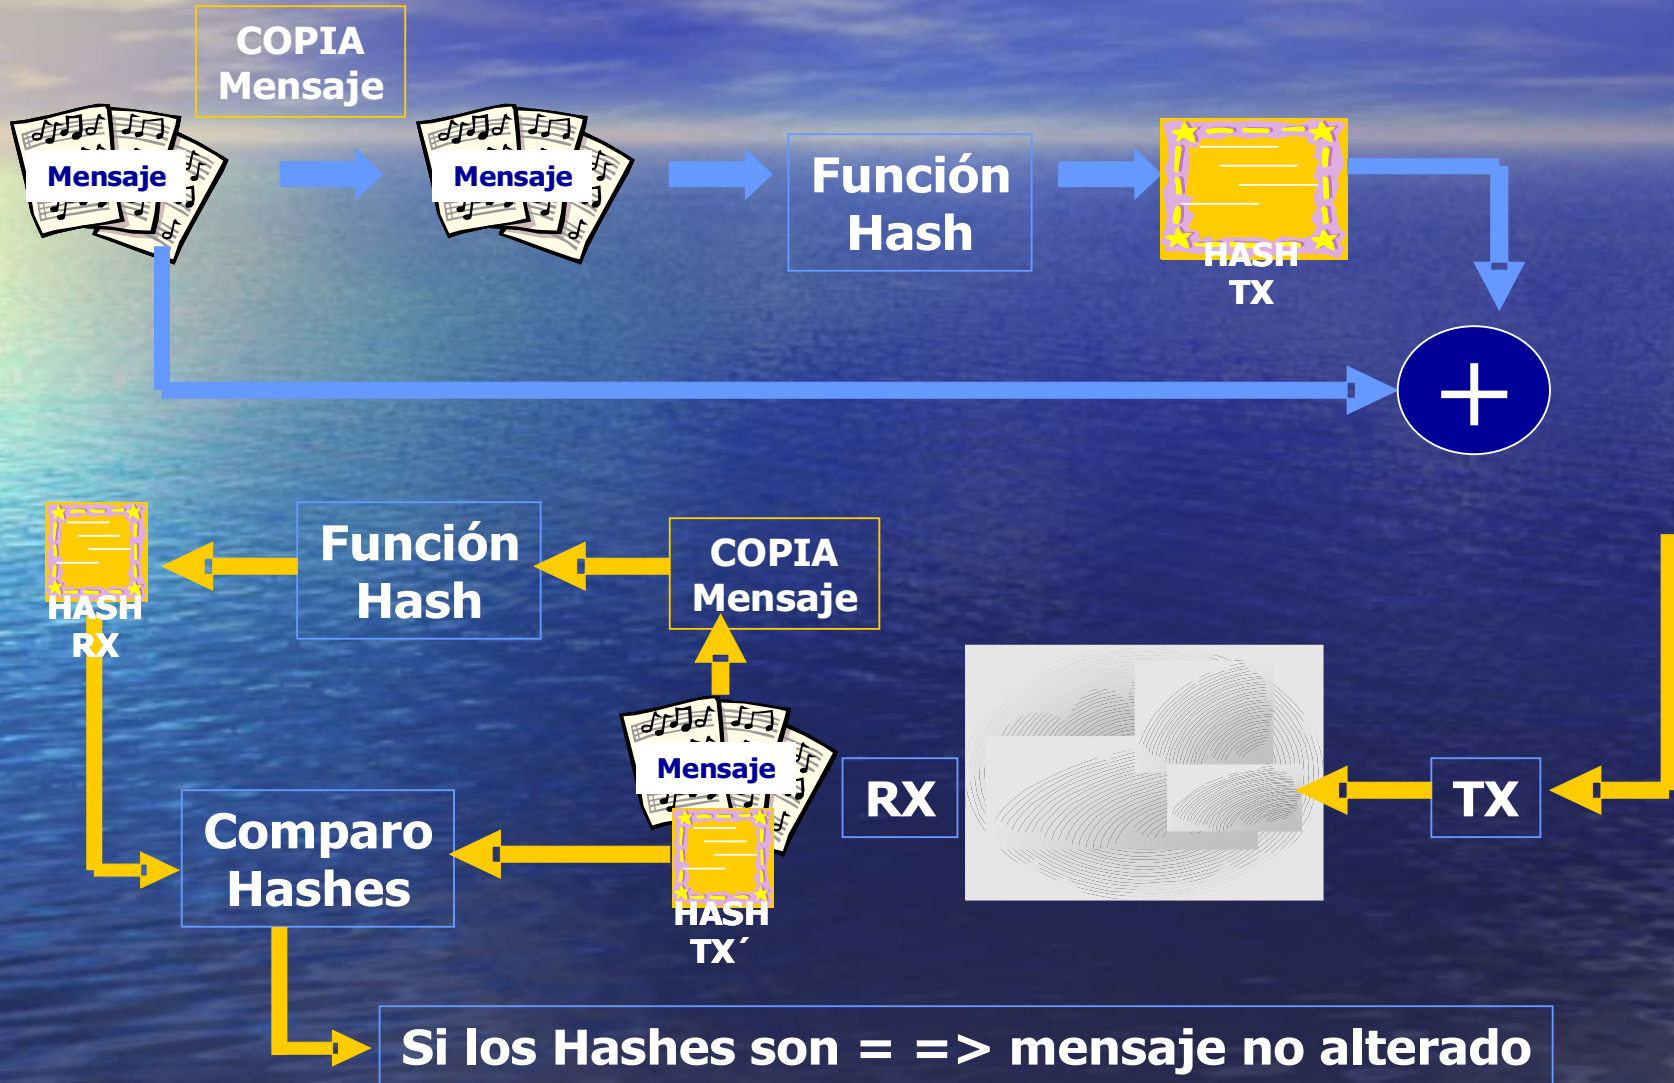 COPIA
Mensaje
Mensaje
Mensaje
Función
Hash
HASH
TX
+
Función
Hash
COPIA
Mensaje
HASH
RX
Mensaje
RX
TX
Comparo
Hashes
HASH
TX´
Si los Hashes son = => mensaje no alterado